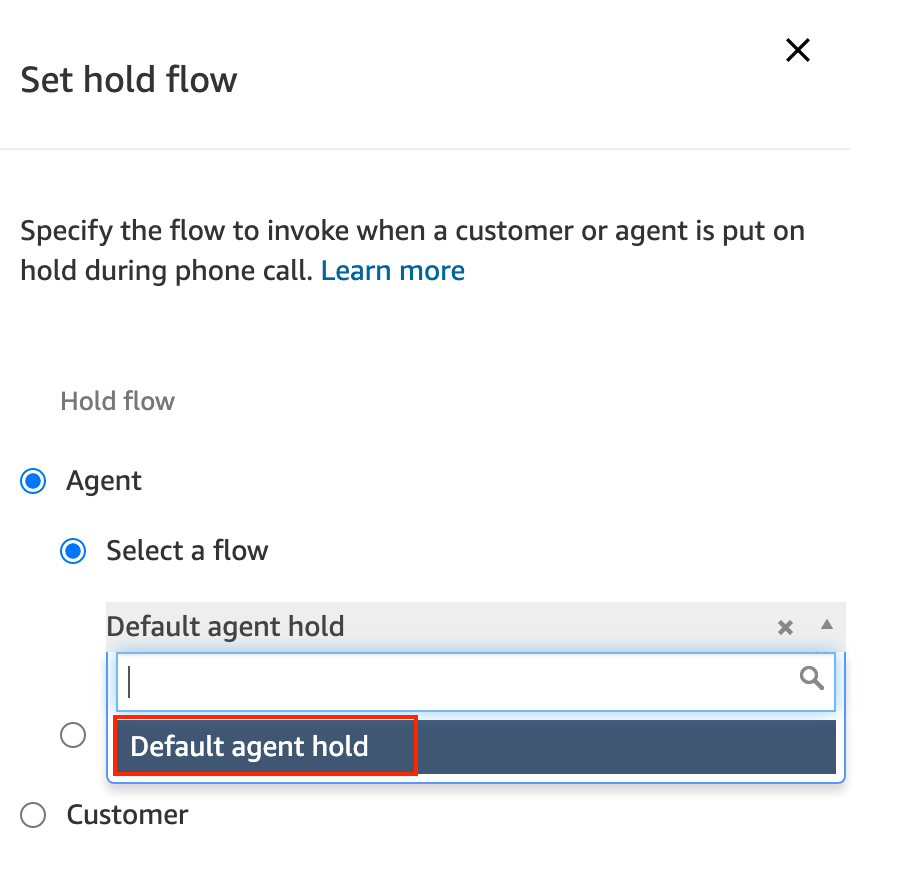 Set hold flow
Specify the flow to invoke when a customer or agent is put on
hold during phone call. Learn more
Hold flow
Agent
Select a flow
Default agent hold
Default agent hold
Customer